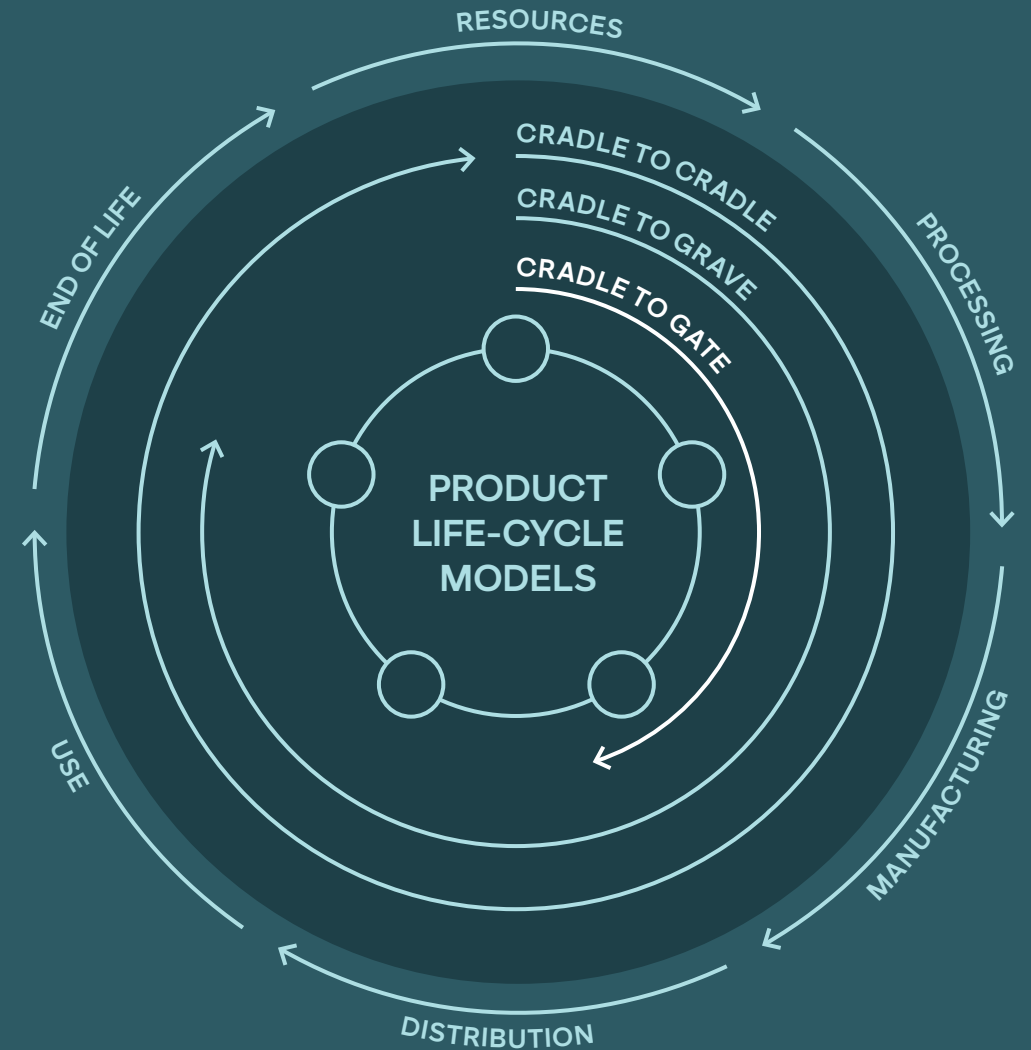 RESOURCES
PROCESSING
MANUFACTURING
DISTRIBUTION
USE
END OF LIFE
CRADLE TO CRADLE
CRADLE TO GRAVE
CRADLE TO GATE
PRODUCT
LIFE-CYCLE
MODELS